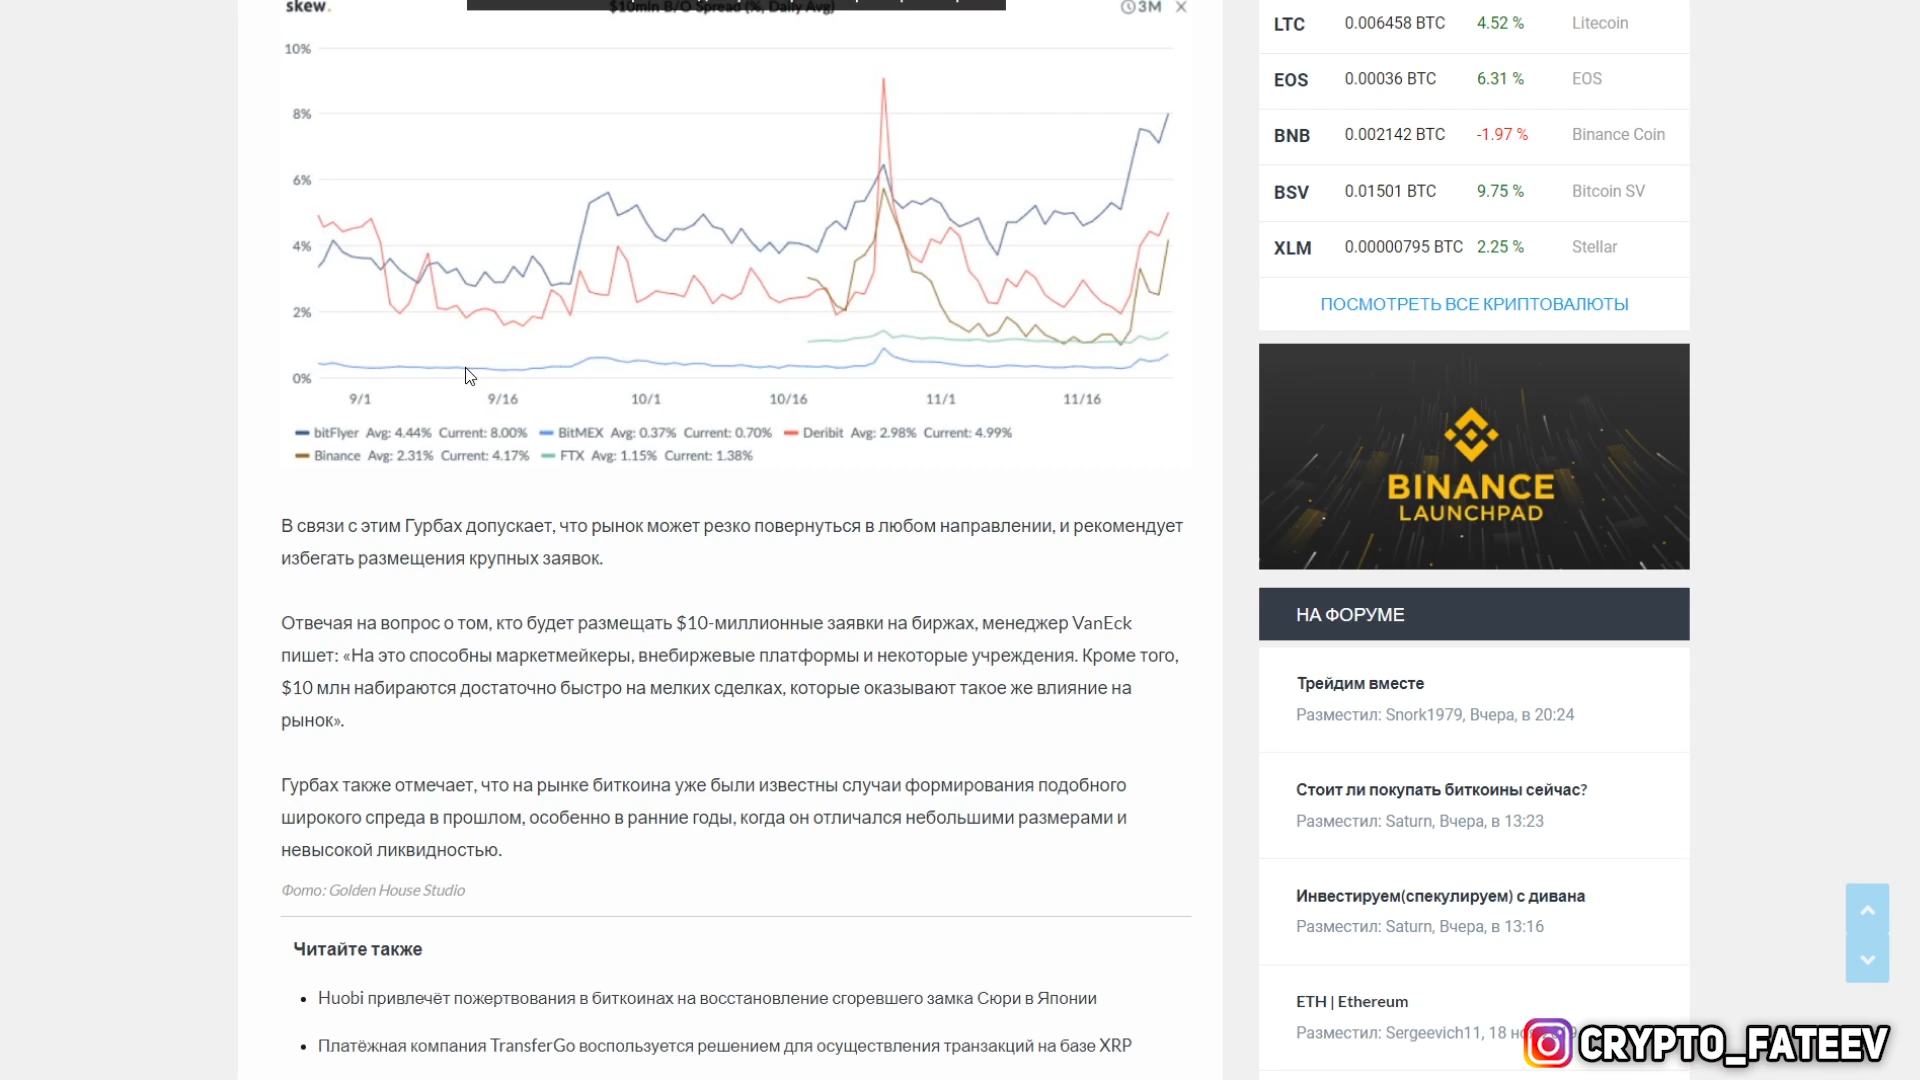 skew.
$10mln B/O Spread (%, Daily Avg)
3M
10%
8%
6%
4%
2%
0%
9/1 9/16 10/1 10/16 11/1 11/16
bitFlyer Avg: 4.44% Current: 8.00% BitMEX Avg: 0.37% Current: 0.70% Deribit Avg: 2.98% Current: 4.99%
Binance Avg: 2.31% Current: 4.17% FTX Avg: 1.15% Current: 1.38%
В связи с этим Гурбах допускает, что рынок может резко повернуться в любом направлении, и рекомендует
избегать размещения крупных заявок.
Отвечая на вопрос о том, кто будет размещать $10-миллионные заявки на биржах, менеджер VanEck
пишет: «На это способны маркетмейкеры, внебиржевые платформы и некоторые учреждения. Кроме того,
$10 млн набираются достаточно быстро на мелких сделках, которые оказывают такое же влияние на
рынок».
Гурбах также отмечает, что на рынке биткоина уже были известны случаи формирования подобного
широкого спреда в прошлом, особенно в ранние годы, когда он отличался небольшими размерами и
невысокой ликвидностью.
Фото: Golden House Studio
Читайте также
Huobi привлечёт пожертвования в биткоинах на восстановление сгоревшего замка Сюри в Японии
Платёжная компания TransferGo воспользуется решением для осуществления транзакций на базе XRP
LTC 0.006458 BTC 4.52 % Litecoin
EOS 0.00036 BTC 6.31 % EOS
BNB 0.002142 BTC -1.97 % Binance Coin
BSV 0.01501 BTC 9.75 % Bitcoin SV
XLM 0.00000795 BTC 2.25 % Stellar
ПОСМОТРЕТЬ ВСЕ КРИПТОВАЛЮТЫ
BINANCE
LAUNCHPAD
НА ФОРУМЕ
Трейдим вместе
Разместил: Snork1979, Вчера, в 20:24
Стоит ли покупать биткоины сейчас?
Разместил: Saturn, Вчера, в 13:23
Инвестируем(спекулируем) с дивана
Разместил: Saturn, Вчера, в 13:16
ETH | Ethereum
Разместил: Sergeevich11, 18
CRYPTO_FATEEV